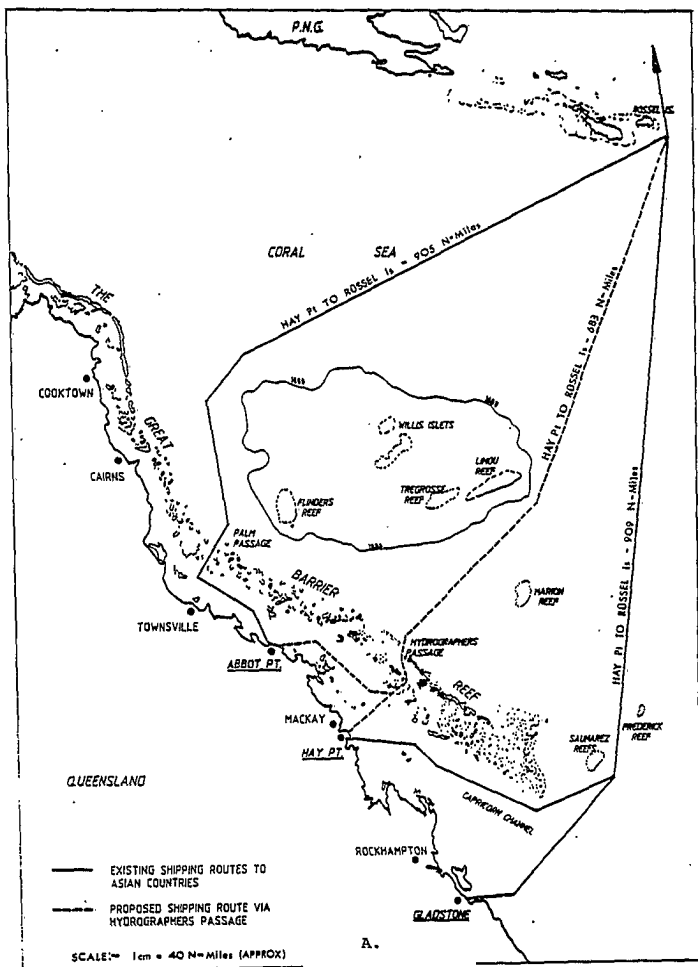 P.N.G.
ROSSEL IS.
CORAL SEA
HAY Pt TO ROSSEL Is - 905 N-Miles
HAY Pt TO ROSSEL Is - 683 N-Miles
HAY Pt TO ROSSEL Is - 909 N-Miles
THE
GREAT
BARRIER
REEF
COOKTOWN
CAIRNS
WILLIS ISLETS
LIHOU
REEF
TREGROSSE
REEF
FLINDERS
REEF
PALM
PASSAGE
MARION
REEF
TOWNSVILLE
HYDROGRAPHERS
PASSAGE
ABBOT PT.
MACKAY
HAY PT.
FREDERICK
REEF
SAUMAREZ
REEFS
QUEENSLAND
CAPRICORN CHANNEL
ROCKHAMPTON
GLADSTONE
EXISTING SHIPPING ROUTES TO
ASIAN COUNTRIES
PROPOSED SHIPPING ROUTE VIA
HYDROGRAPHERS PASSAGE
A.
SCALE:- 1cm = 40 N-Miles (APPROX)